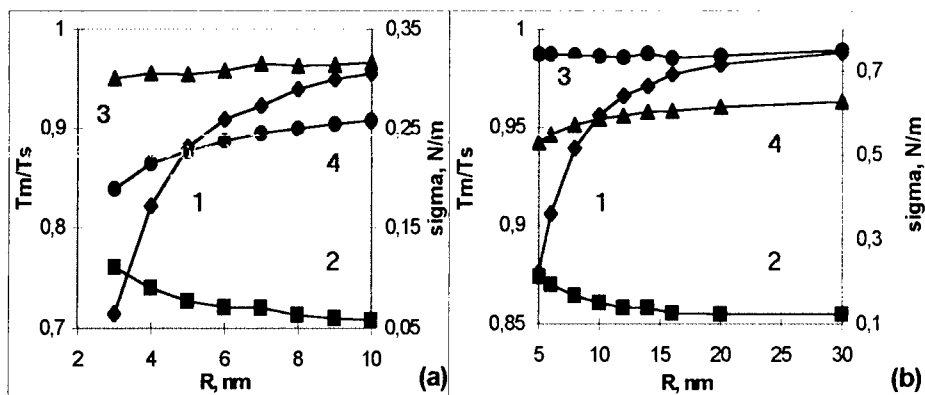 1 0,35 1
3 0,7
0,9 0,25 0,95
4 4
Tm/Ts sigma, N/m Tm/Ts 0,5 sigma, N/m
1 1
0,8 0,15 0,9 0,3
2 2
0,7 0,05 0,85 0,1
2 4 6 8 10 5 10 15 20 25 30
R, nm (a) R, nm (b)
3